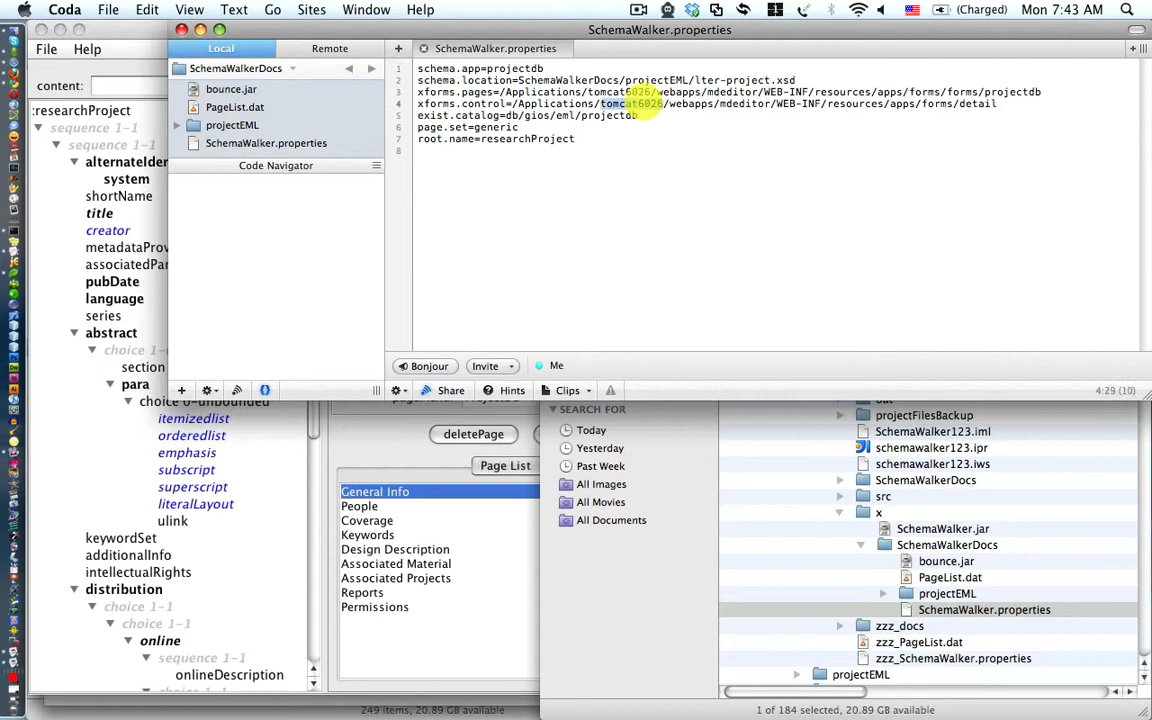 Coda File Edit View Text Go Sites Window Help (Charged) Mon 7:43 AM
File Help
content:
:researchProject
sequence 1-1
sequence 1-1
system
shortName
title
creator
pubDate
language
series
abstract
section
para
choice 0-unbounded
itemizedlist
orderedlist
emphasis
subscript
superscript
literalLayout
ulink
keywordSet
additionalInfo
intellectualRights
distribution
choice 1-1
choice 1-1
online
sequence 1-1
onlineDescription
SchemaWalker.properties
Local Remote
SchemaWalkerDocs
bounce.jar
PageList.dat
projectEML
SchemaWalker.properties
Code Navigator
SchemaWalker.properties
1 schema.app=projectdb
2 schema.location=SchemaWalkerDocs/projectEML/lter-project.xsd
3 xforms.pages=/Applications/tomcat6026/webapps/mdeditor/WEB-INF/resources/apps/forms/forms/projectdb
4 xforms.control=/Applications/tomcat6026/webapps/mdeditor/WEB-INF/resources/apps/forms/detail
5 exist.catalog=db/gios/eml/projectdb
6 page.set=generic
7 root.name=researchProject
8
Bonjour Invite Me
Share Hints Clips 4:29 (10)
deletePage
Page List
General Info
People
Coverage
Keywords
Design Description
Associated Material
Associated Projects
Reports
Permissions
249 items, 20.89 GB available
SEARCH FOR
Today
Yesterday
Past Week
All Images
All Movies
All Documents
projectFilesBackup
SchemaWalker123.iml
schemawalker123.ipr
schemawalker123.iws
SchemaWalkerDocs
src
x
SchemaWalker.jar
SchemaWalkerDocs
bounce.jar
PageList.dat
projectEML
SchemaWalker.properties
zzz_docs
zzz_PageList.dat
zzz_SchemaWalker.properties
projectEML
1 of 184 selected, 20.89 GB available